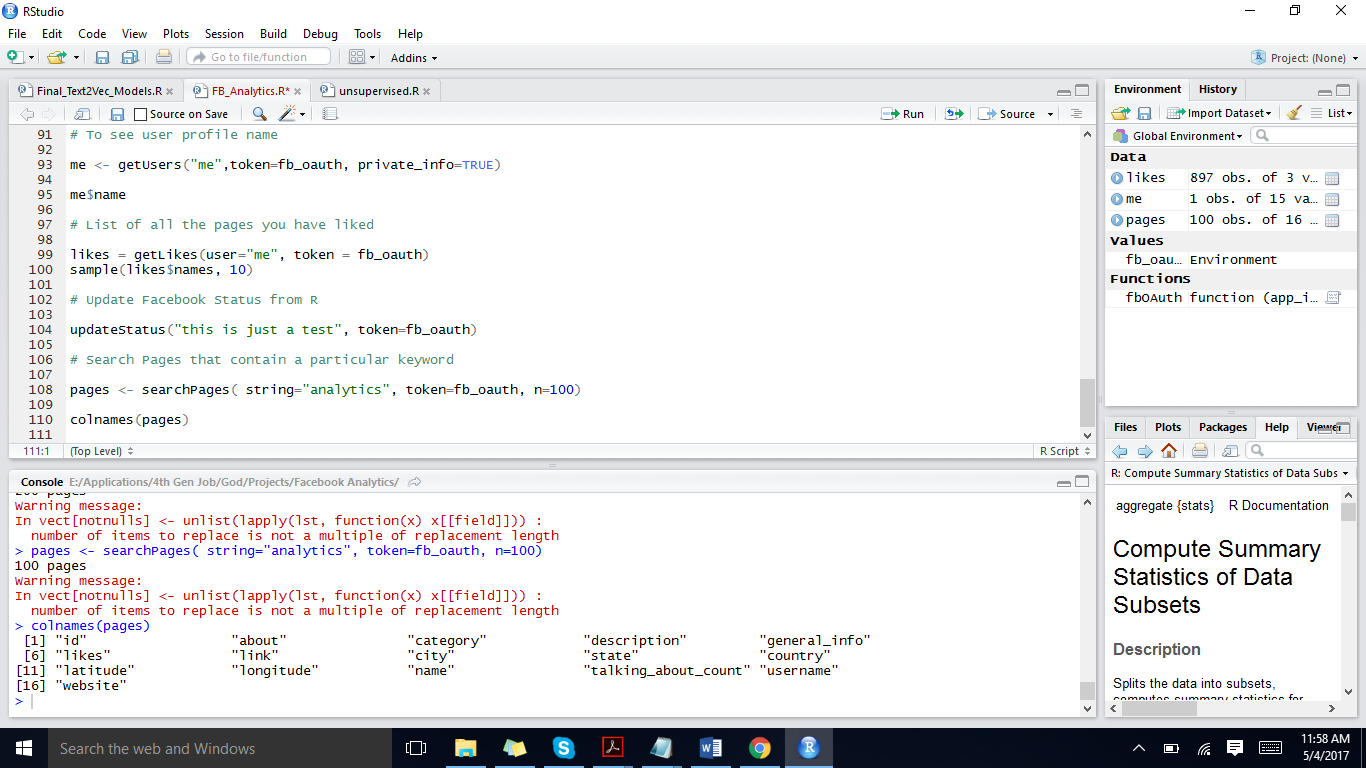 RStudio
File Edit Code View Plots Session Build Debug Tools Help
Go to file/function Addins Project: (None)
Final_Text2Vec_Models.R FB_Analytics.R* unsupervised.R
Source on Save Run Source
91 # To see user profile name
92
93 me <- getUsers("me",token=fb_oauth, private_info=TRUE)
94
95 me$name
96
97 # List of all the pages you have liked
98
99 likes = getLikes(user="me", token = fb_oauth)
100 sample(likes$names, 10)
101
102 # Update Facebook Status from R
103
104 updateStatus("this is just a test", token=fb_oauth)
105
106 # Search Pages that contain a particular keyword
107
108 pages <- searchPages( string="analytics", token=fb_oauth, n=100)
109
110 colnames(pages)
111
111:1 (Top Level) R Script
Console E:/Applications/4th Gen Job/God/Projects/Facebook Analytics/
200 pages
Warning message:
In vect[notnulls] <- unlist(lapply(lst, function(x) x[[field]])) :
  number of items to replace is not a multiple of replacement length
> pages <- searchPages( string="analytics", token=fb_oauth, n=100)
100 pages
Warning message:
In vect[notnulls] <- unlist(lapply(lst, function(x) x[[field]])) :
  number of items to replace is not a multiple of replacement length
> colnames(pages)
 [1] "id" "about" "category" "description" "general_info"
 [6] "likes" "link" "city" "state" "country"
[11] "latitude" "longitude" "name" "talking_about_count" "username"
[16] "website"
>
Environment History
Import Dataset List
Global Environment
Data
likes 897 obs. of 3 v...
me 1 obs. of 15 va...
pages 100 obs. of 16 ...
Values
fb_oau... Environment
Functions
fbOAuth function (app_i...
Files Plots Packages Help Viewer
R: Compute Summary Statistics of Data Subs
aggregate {stats} R Documentation
Compute Summary
Statistics of Data
Subsets
Description
Splits the data into subsets,
computes summary statistics for
Search the web and Windows
11:58 AM
5/4/2017